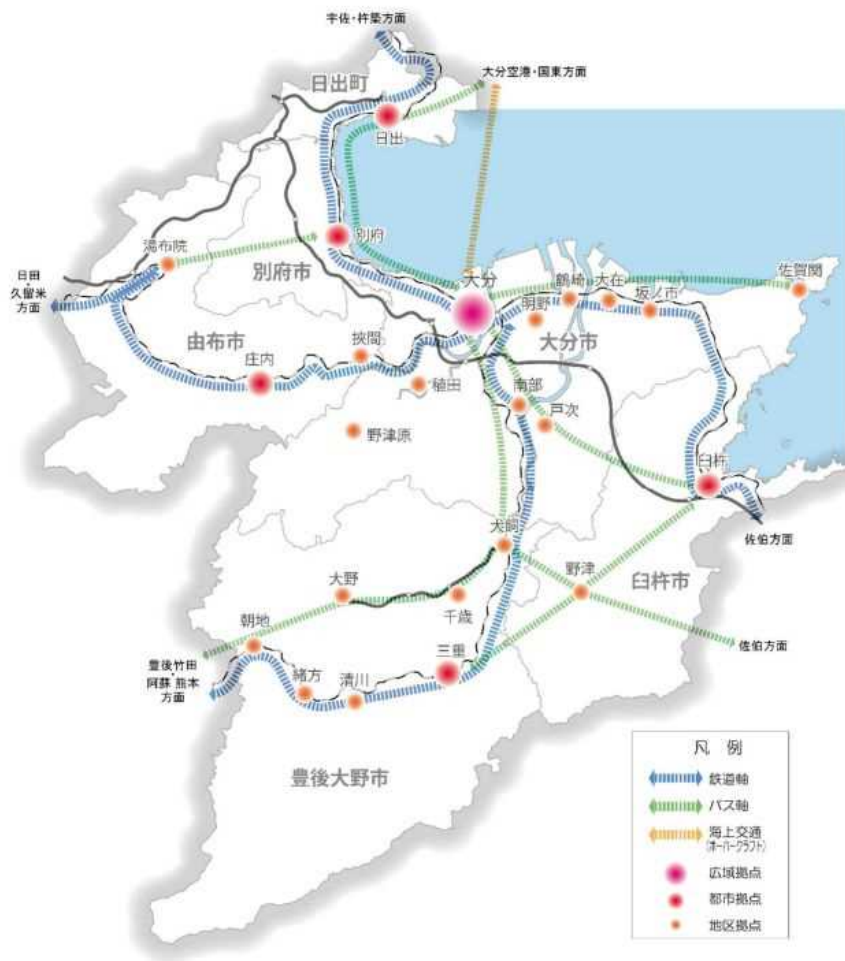 宇佐・杵築方面
日出町
大分空港・国東方面
日出
湯布院
別府
別府市
日田
久留米
方面
大分
鶴崎
大在
坂ノ市
佐賀関
明野
大分市
由布市
庄内
挾間
稙田
野津原
南部
戸次
臼杵
佐伯方面
犬飼
大野
千歳
野津
臼杵市
朝地
豊後竹田
・
阿蘇 熊本
方面
緒方
清川
三重
佐伯方面
豊後大野市
凡 例
鉄道軸
バス軸
海上交通
(ホーバークラフト)
広域拠点
都市拠点
地区拠点